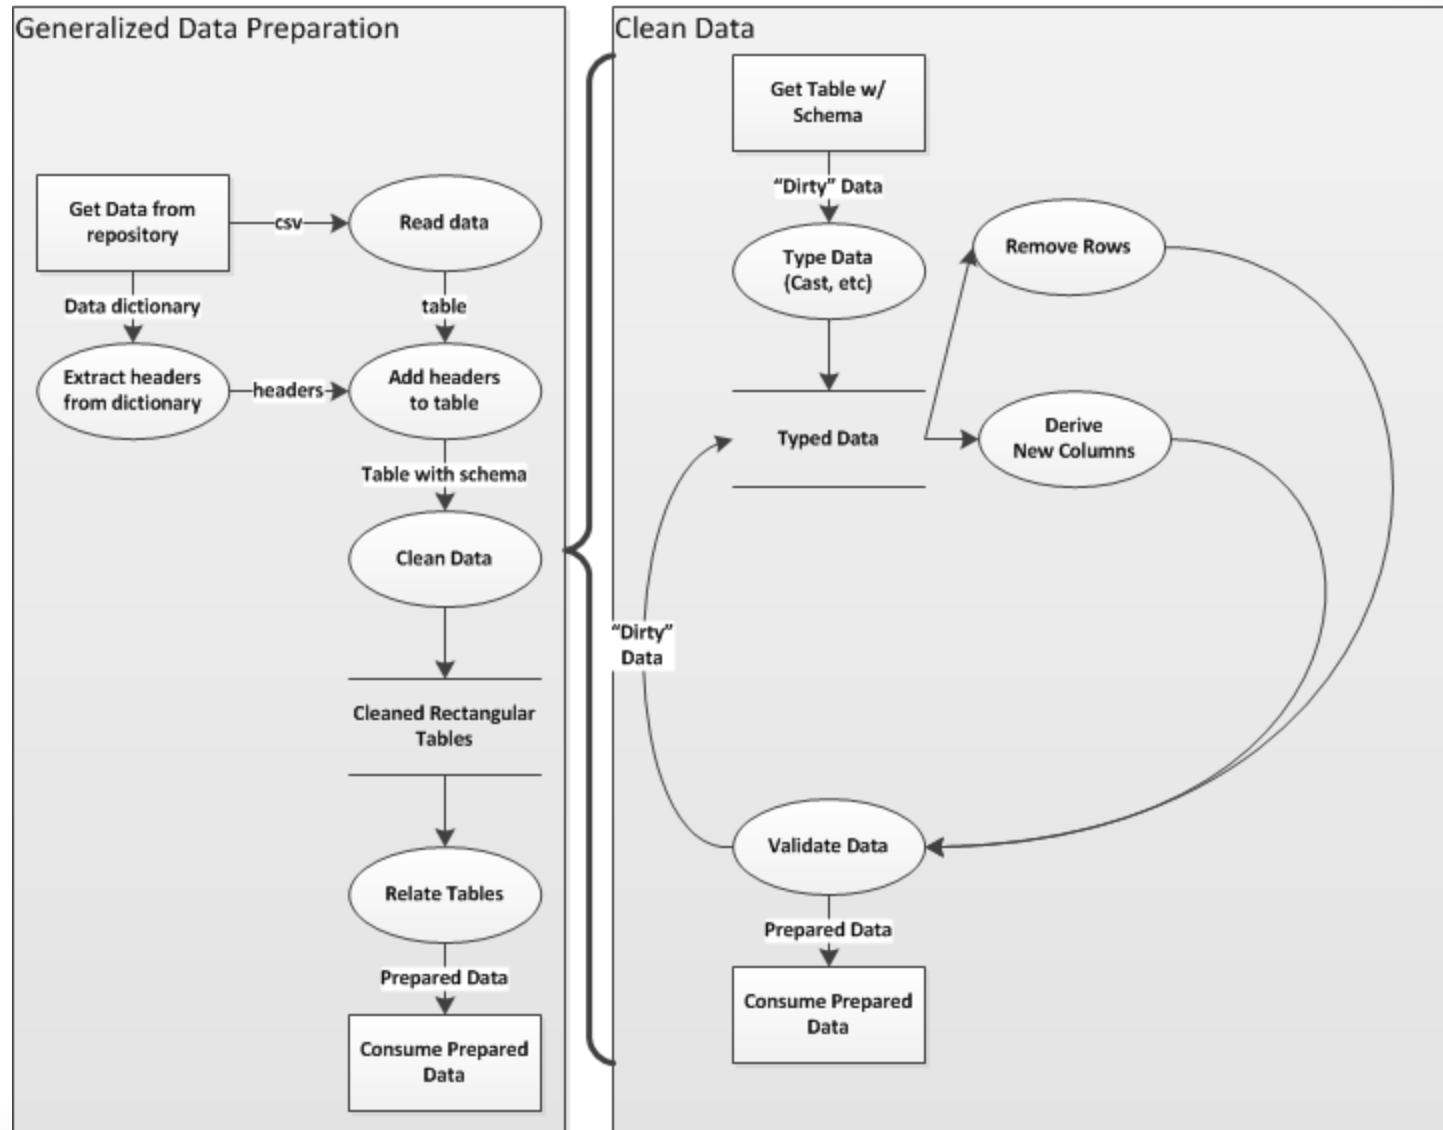 Generalized Data Preparation
Get Data from
repository
csv
Read data
Data dictionary
table
Extract headers
from dictionary
headers
Add headers
to table
Table with schema
Clean Data
Cleaned Rectangular
Tables
Relate Tables
Prepared Data
Consume Prepared
Data
Clean Data
Get Table w/
Schema
“Dirty” Data
Type Data
(Cast, etc)
Remove Rows
Typed Data
Derive
New Columns
“Dirty”
Data
Validate Data
Prepared Data
Consume Prepared
Data